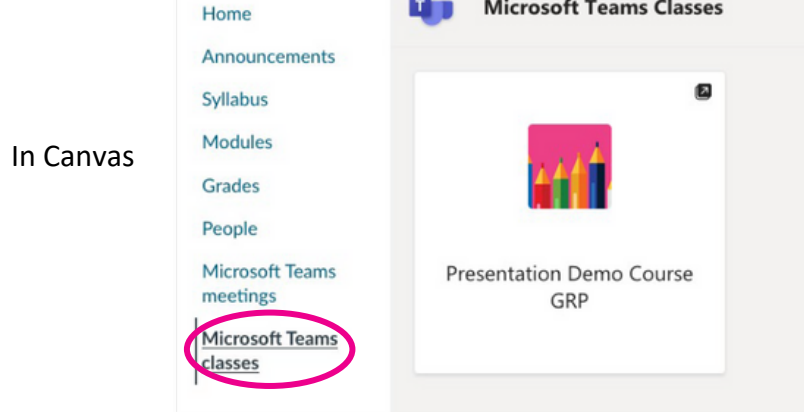 In Canvas
Home
Announcements
Syllabus
Modules
Grades
People
Microsoft Teams
meetings
Microsoft Teams
classes
T
Microsoft Teams Classes
Presentation Demo Course
GRP